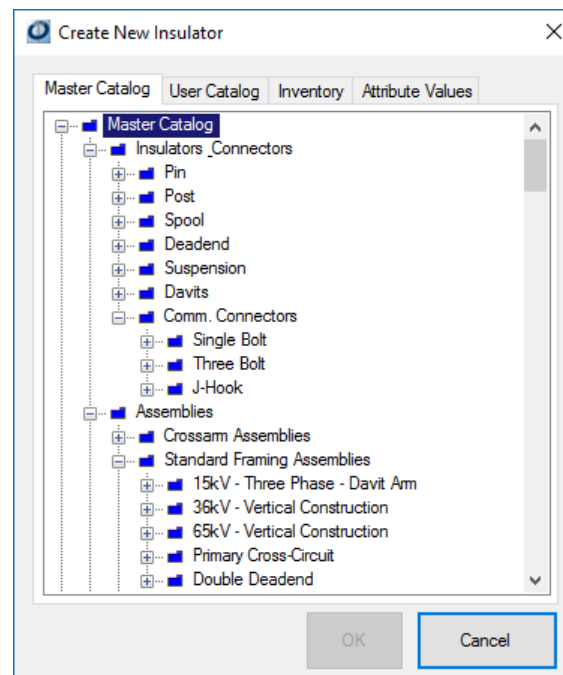 Create New Insulator
Master Catalog User Catalog Inventory Attribute Values
Master Catalog
Insulators _Connectors
Pin
Post
Spool
Deadend
Suspension
Davits
Comm. Connectors
Single Bolt
Three Bolt
J-Hook
Assemblies
Crossarm Assemblies
Standard Framing Assemblies
15kV - Three Phase - Davit Arm
36kV - Vertical Construction
65kV - Vertical Construction
Primary Cross-Circuit
Double Deadend
OK Cancel